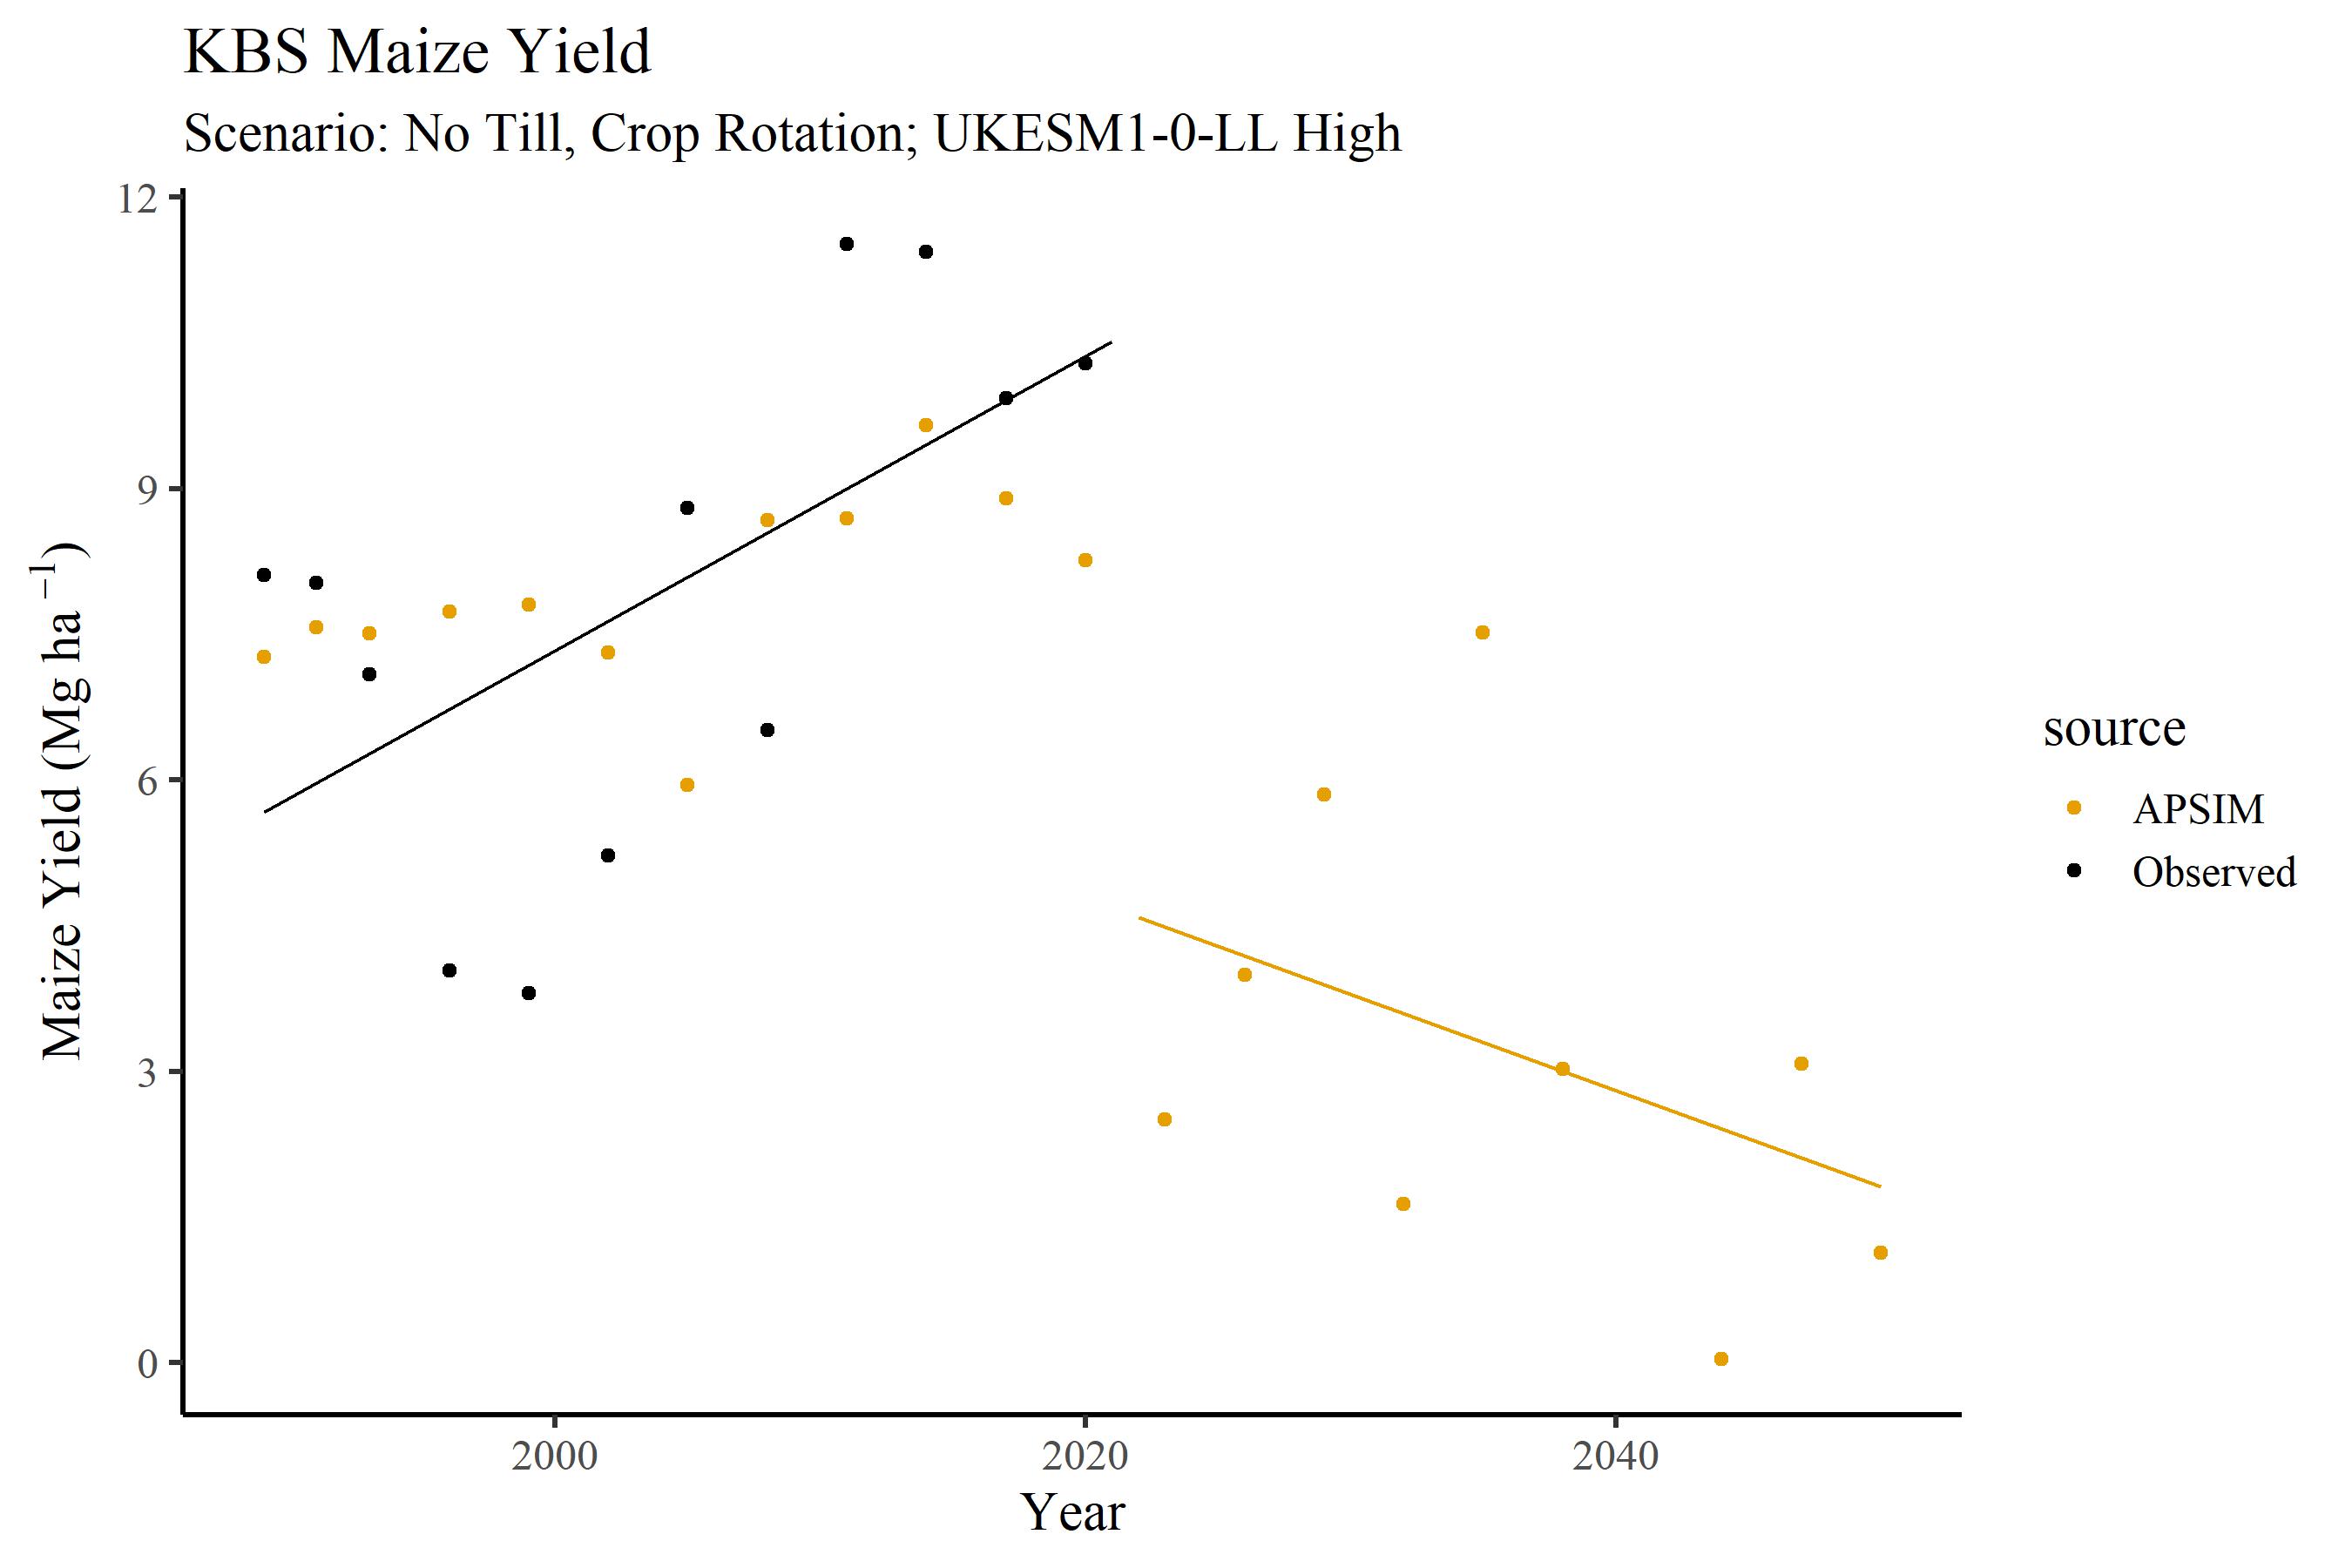 KBS Maize Yield
Scenario: No Till, Crop Rotation; UKESM1-0-LL High
12
9
6
3
0
Maize Yield (Mg ha ⁻¹)
2000
2020
2040
Year
source
APSIM
Observed